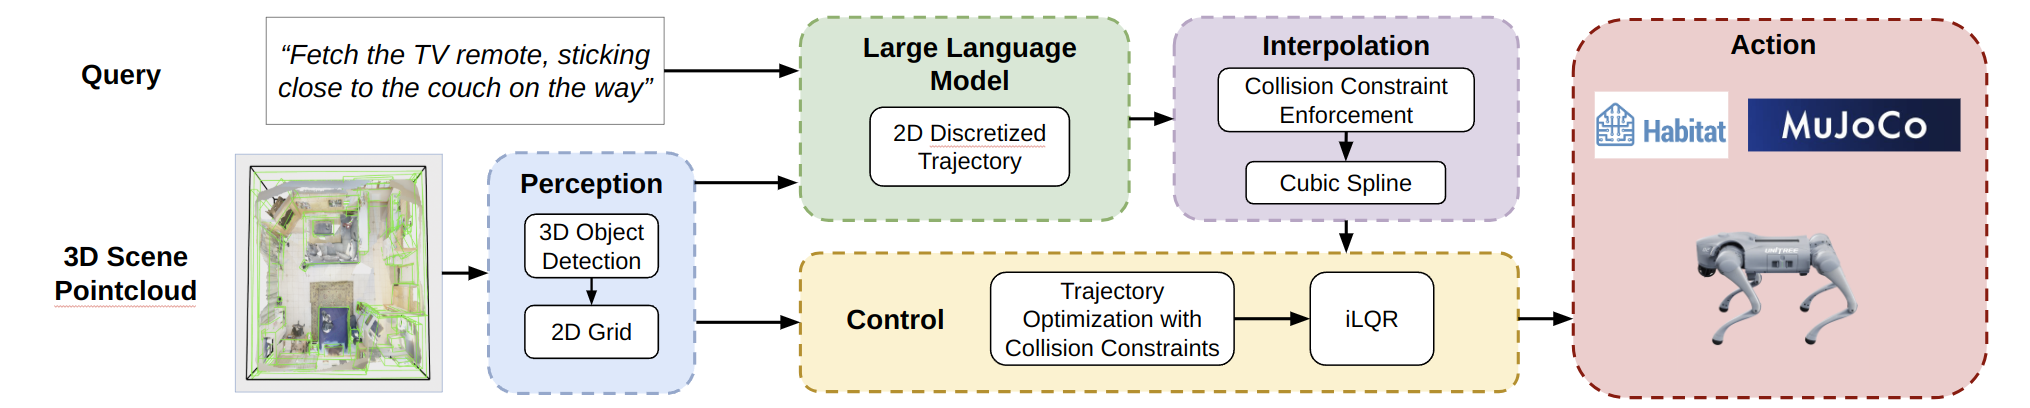 Query
“Fetch the TV remote, sticking
close to the couch on the way”
3D Scene
Pointcloud
Perception
3D Object
Detection
2D Grid
Large Language
Model
2D Discretized
Trajectory
Interpolation
Collision Constraint
Enforcement
Cubic Spline
Control
Trajectory
Optimization with
Collision Constraints
iLQR
Action
Habitat
MuJoCo
UNITREE